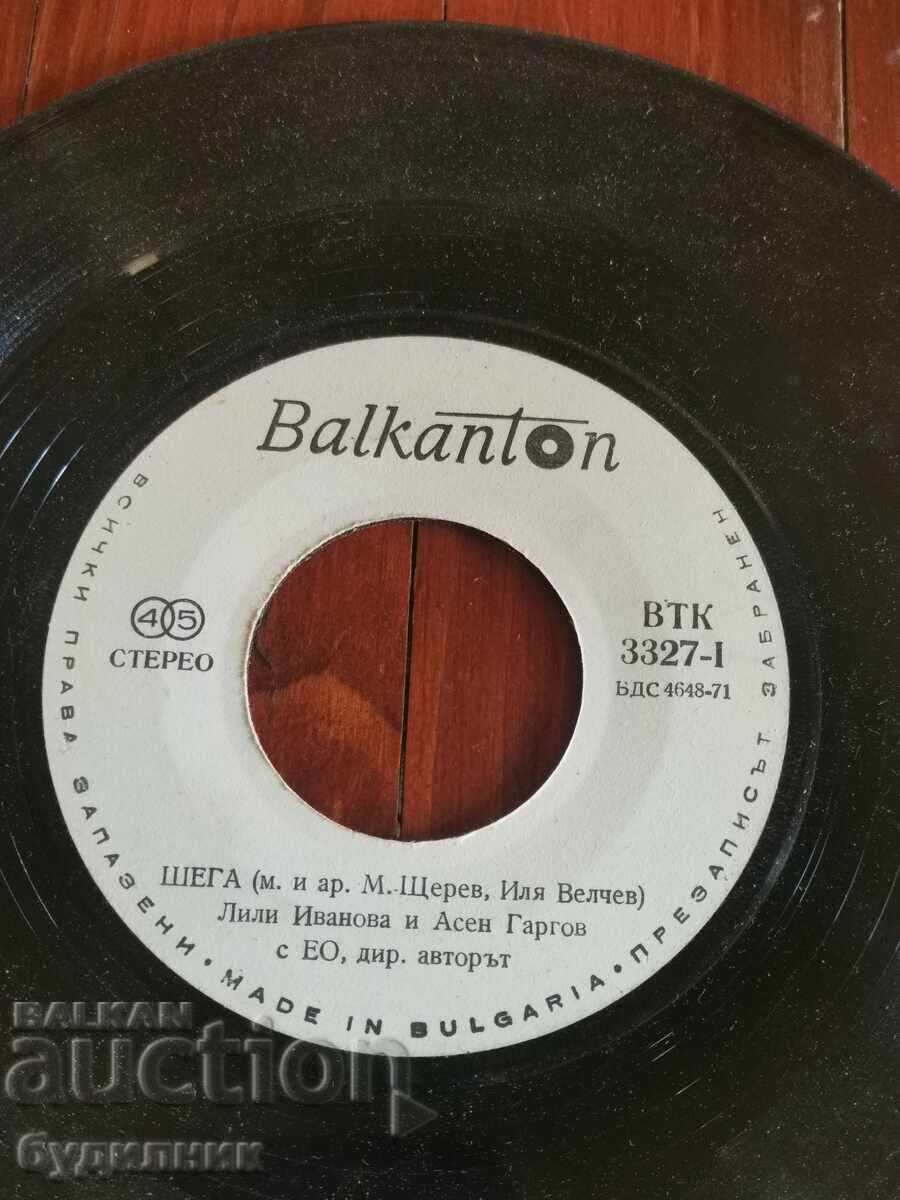 Balkanton
45
СТЕРЕО
ВТК
3327-I
БДС 4648-71
ШЕГА (м. и ар. М. Щерев, Иля Велчев)
Лили Иванова и Асен Гаргов
с ЕО, дир. авторът
ВСИЧКИ ПРАВА ЗАПАЗЕНИ • MADE IN BULGARIA • ПРЕЗАПИСЪТ ЗАБРАНЕН
BALKAN
auction
будилник